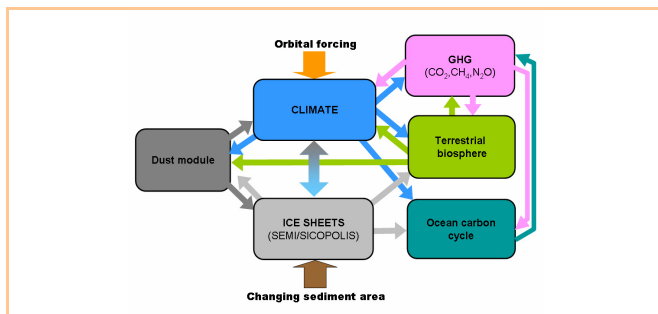 Orbital forcing
GHG
(CO₂,CH₄,N₂O)
CLIMATE
Terrestrial
biosphere
Dust module
ICE SHEETS
(SEMI/SICOPOLIS)
Ocean carbon
cycle
Changing sediment area